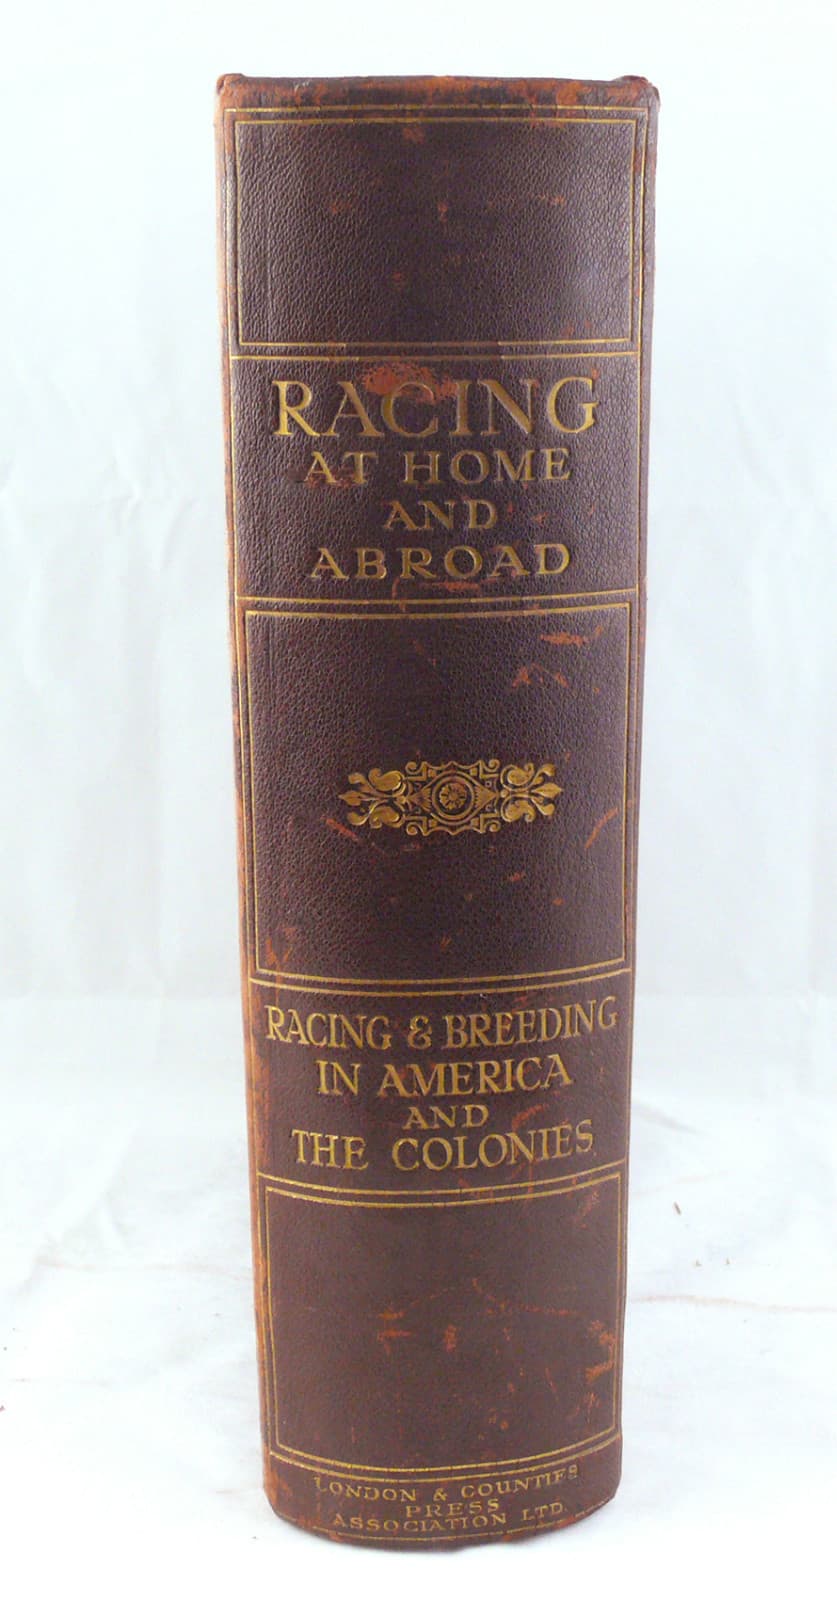 RACING
AT HOME
AND
ABROAD
RACING & BREEDING
IN AMERICA
AND
THE COLONIES
LONDON & COUNTIES
PRESS
ASSOCIATION LTD